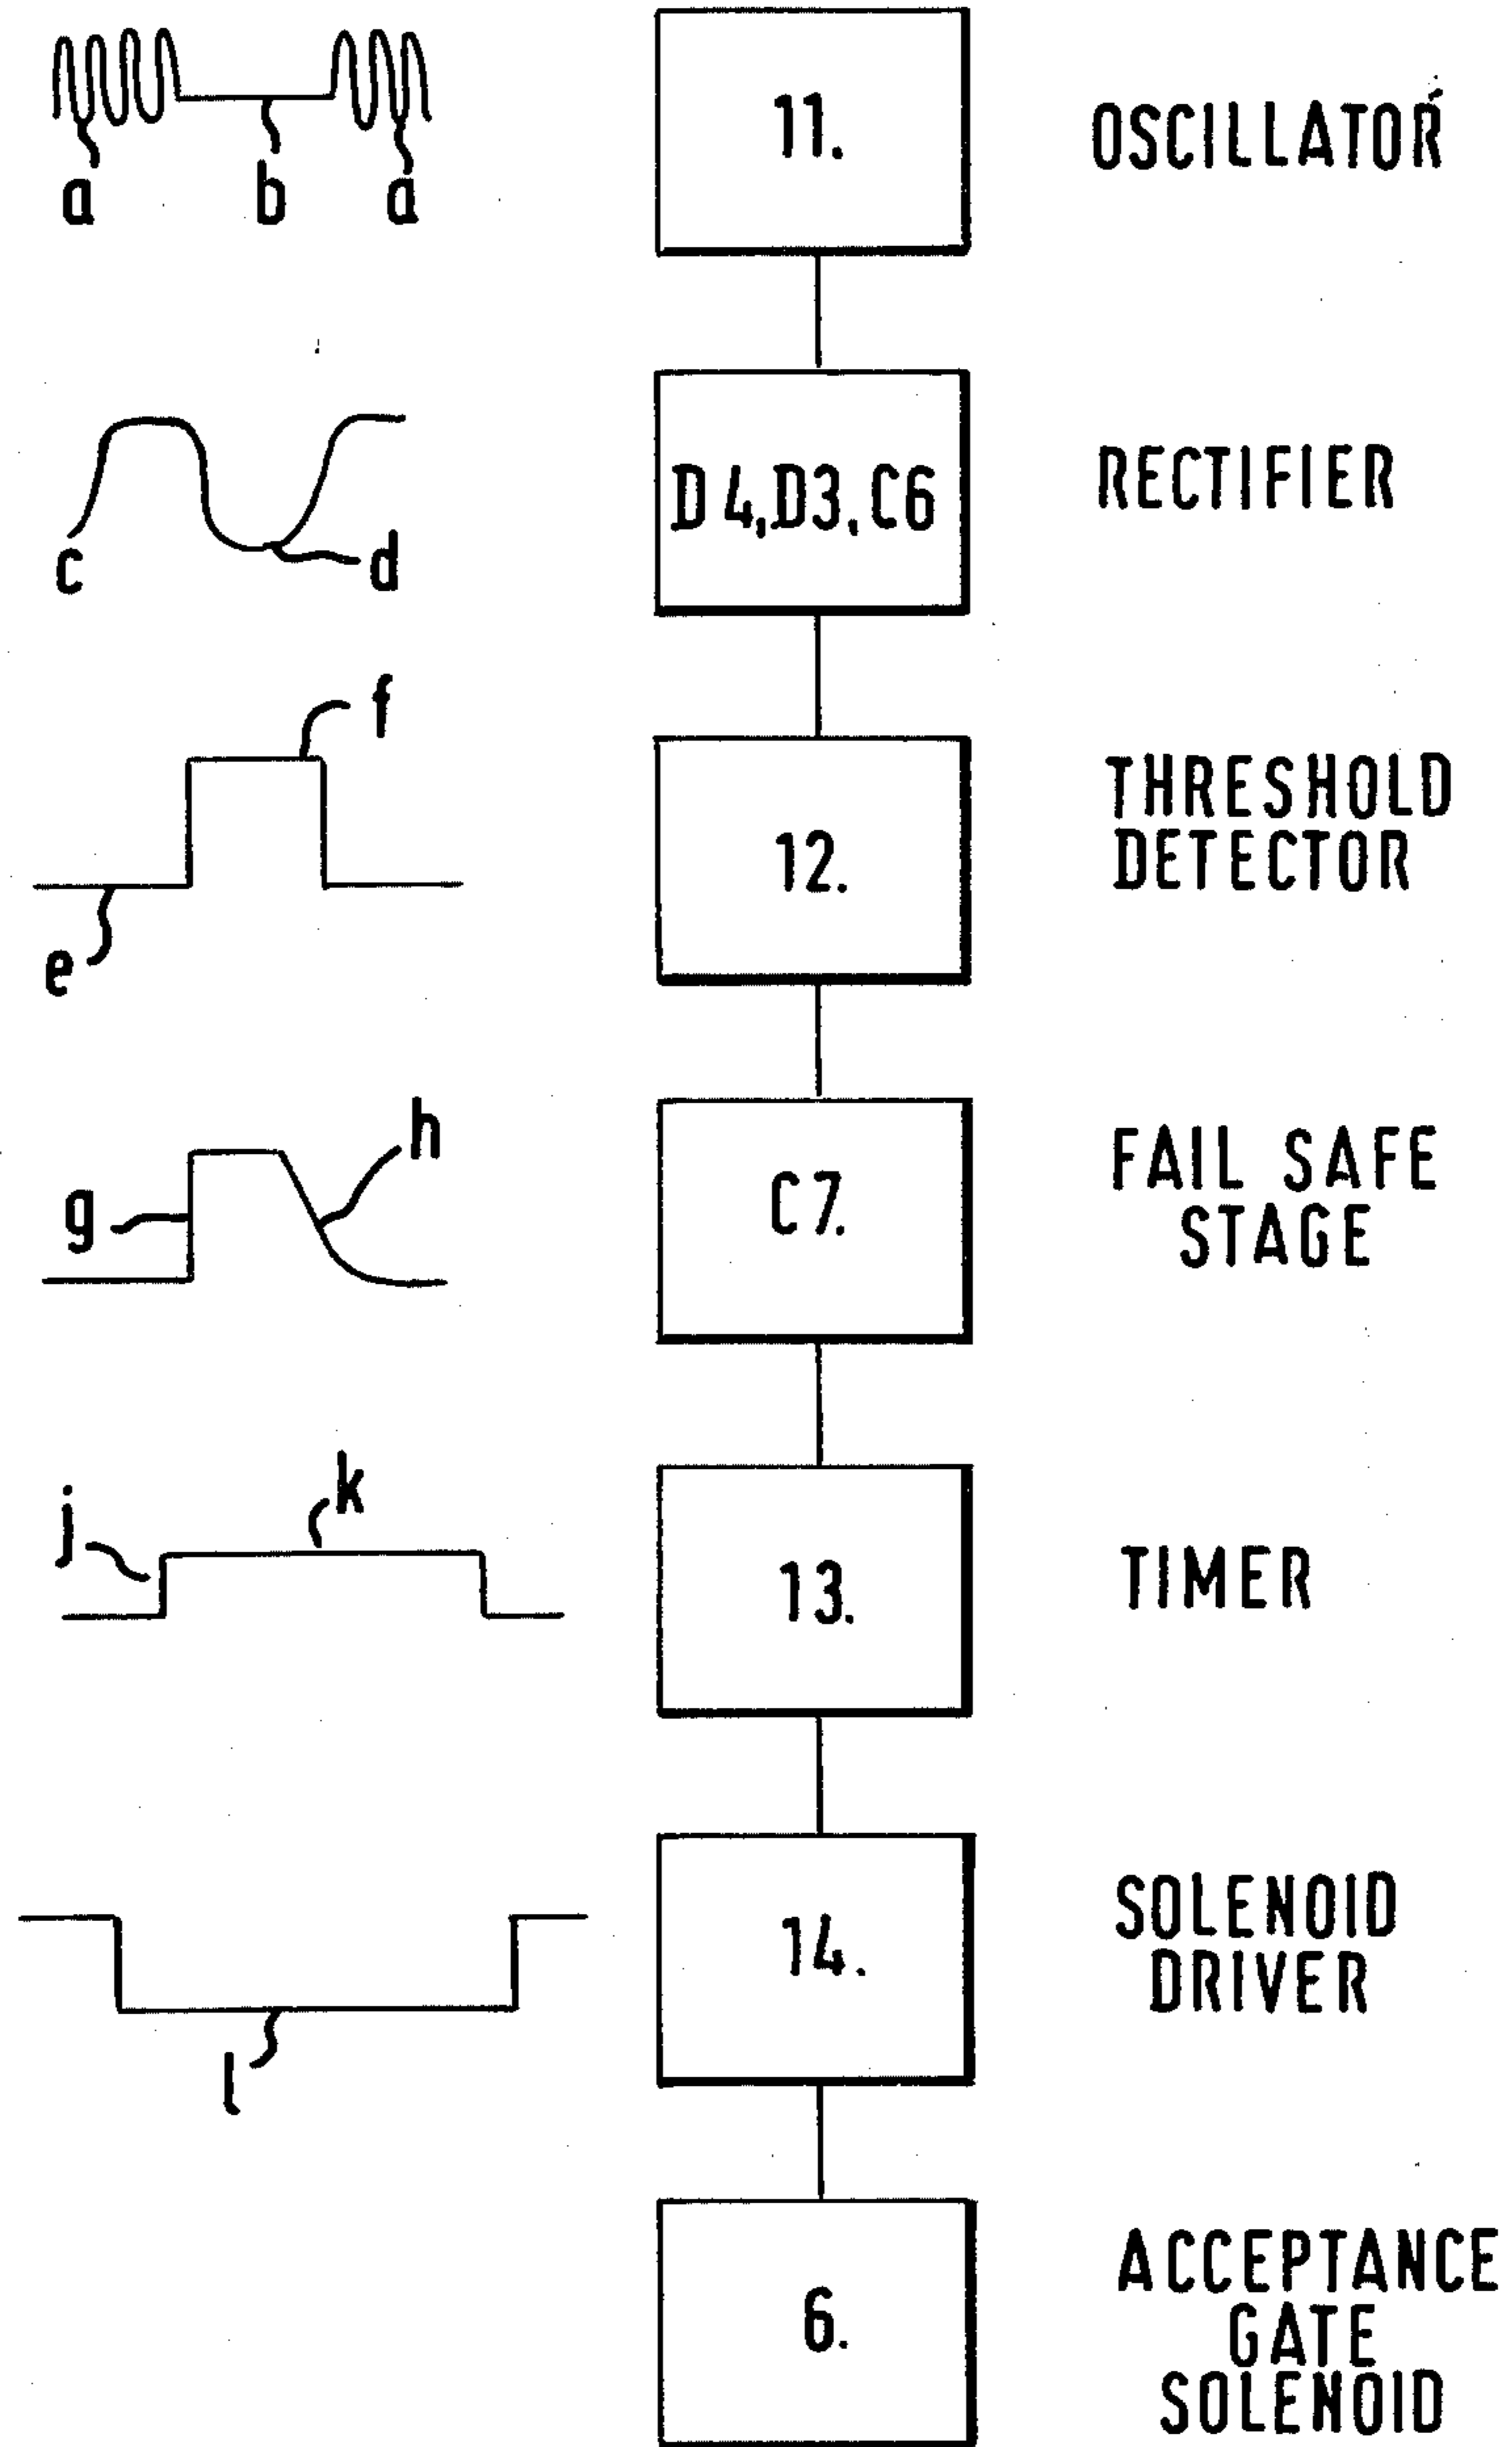 a b a
11.
OSCILLATOR
c
d
D4,D3,C6
RECTIFIER
f
e
12.
THRESHOLD
DETECTOR
g
h
C7.
FAIL SAFE
STAGE
j
k
13.
TIMER
l
14.
SOLENOID
DRIVER
6.
ACCEPTANCE
GATE
SOLENOID